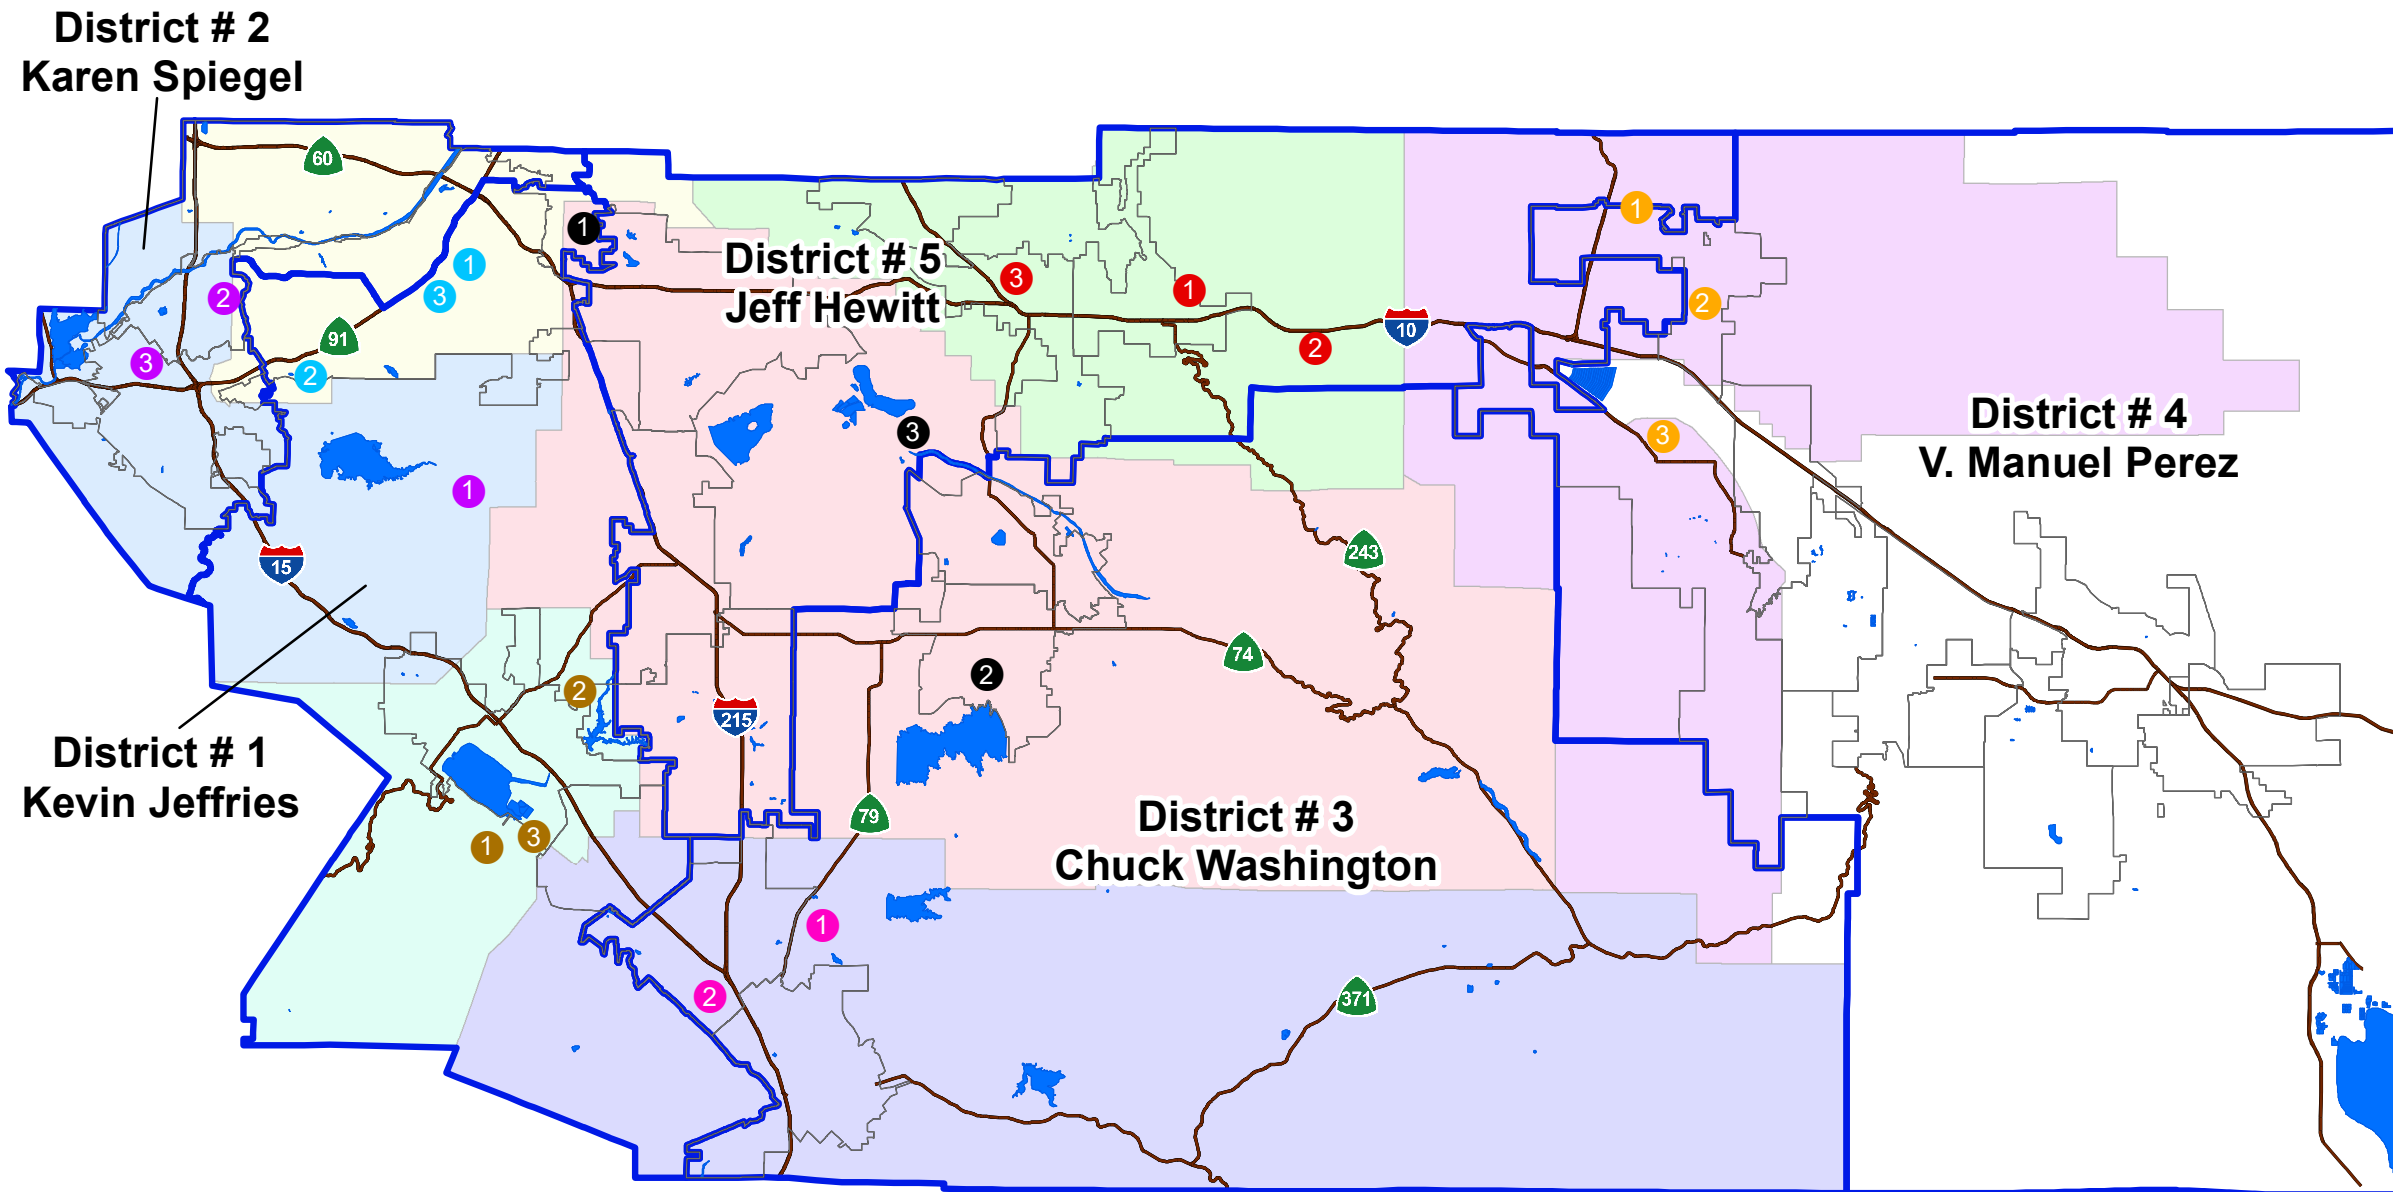 District # 2
Karen Spiegel
60
1
1
District # 5
Jeff Hewitt
1
2
3
3
1
2
91
10
2
3
2
3
3
District # 4
V. Manuel Perez
1
243
15
74
2
2
215
District # 1
Kevin Jeffries
79
District # 3
Chuck Washington
1
3
1
2
371